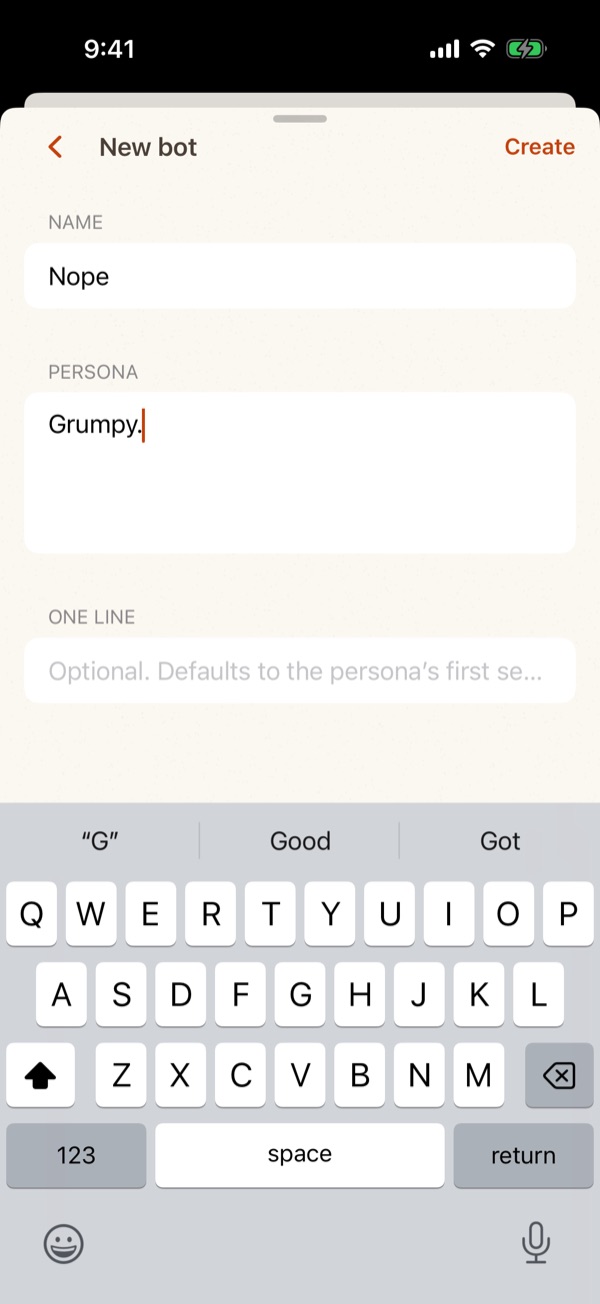 9:41
New bot
Create
NAME
Nope
PERSONA
Grumpy.
ONE LINE
Optional. Defaults to the persona’s first se...
“G”
Good
Got
Q W E R T Y U I O P
A S D F G H J K L
Z X C V B N M
123
space
return